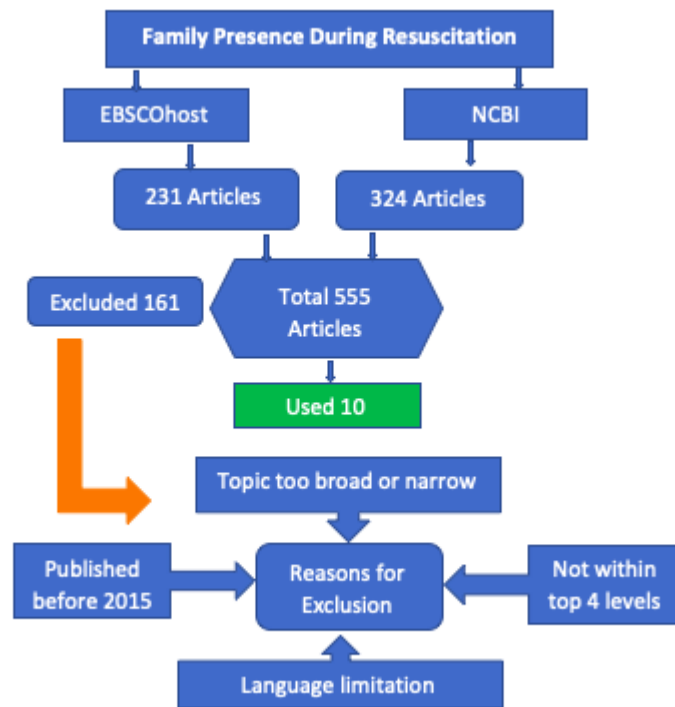 Family Presence During Resuscitation
EBSCOhost
NCBI
231 Articles
324 Articles
Excluded 161
Total 555
Articles
Used 10
Topic too broad or narrow
Published
before 2015
Reasons for
Exclusion
Not within
top 4 levels
Language limitation